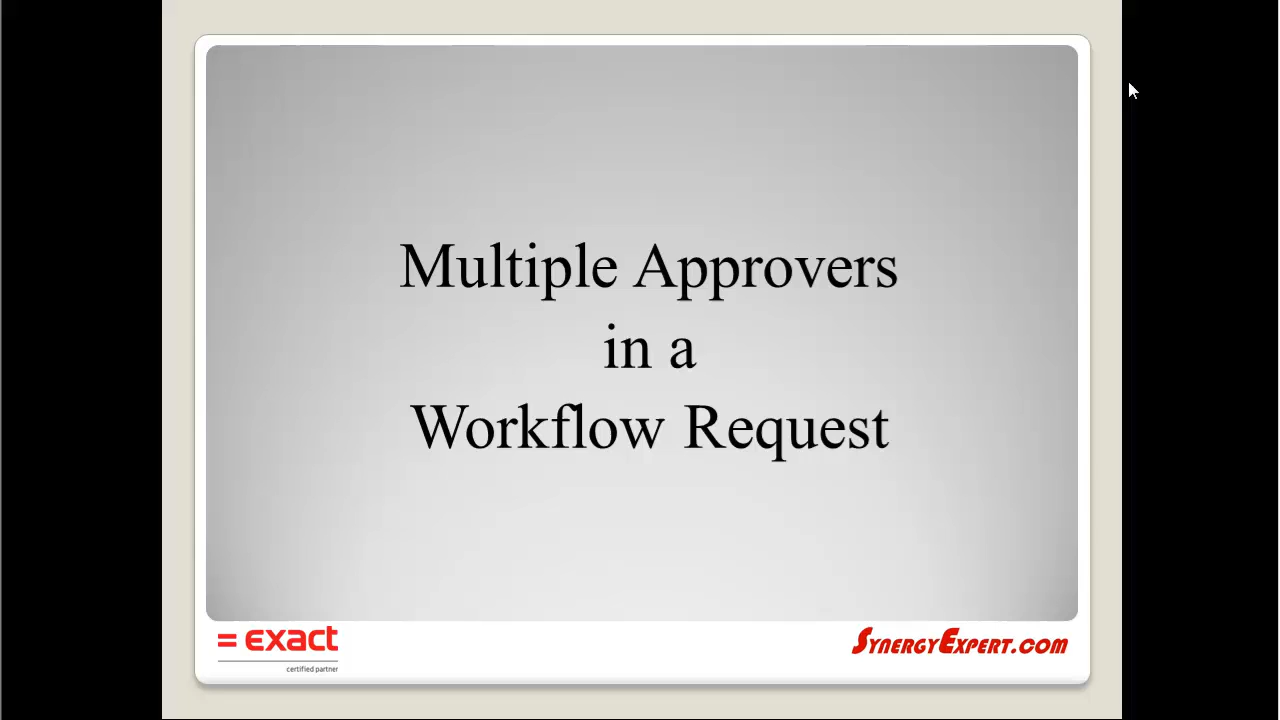 Multiple Approvers
in a
Workflow Request
= exact
certified partner
SYNERGYEXPERT.COM